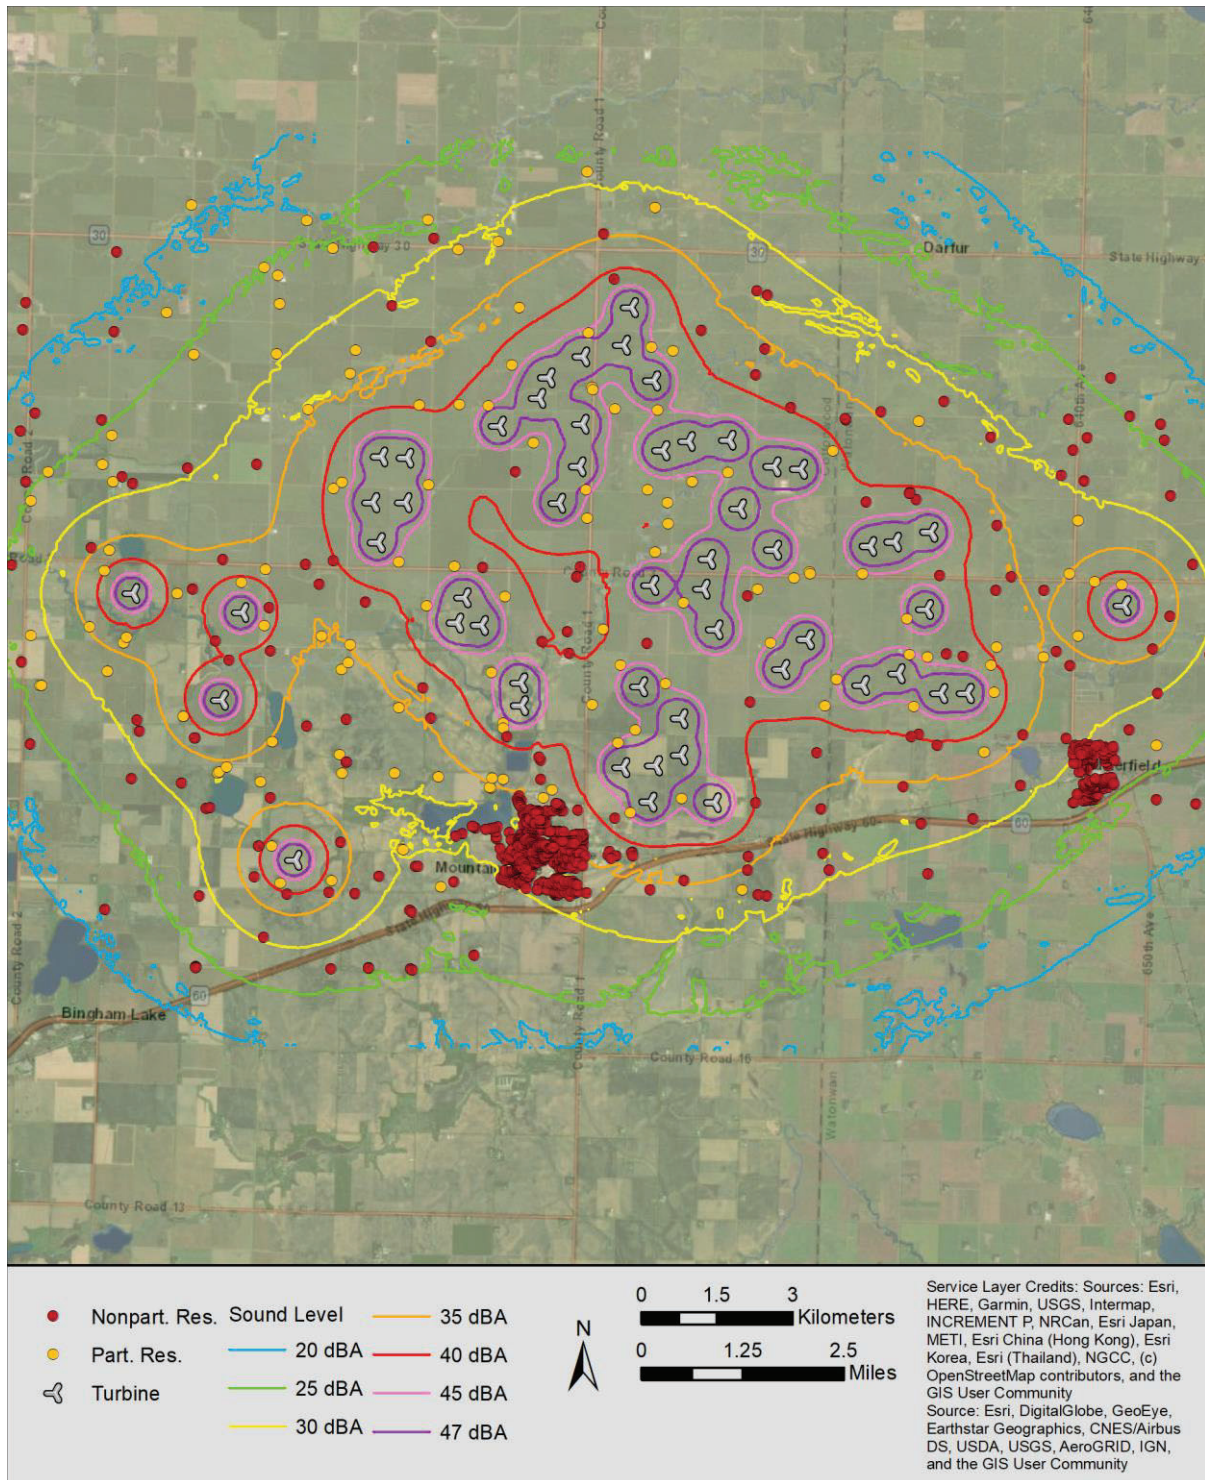 County Road 1
30
State Highway 30
30
Darfur
State Highway
640th Ave
Cottonwood
Watonwan
County Road 2
Road
County Road
County Road 1
Butterfield
60
State Highway 60
Mountain
State Highway 60
County Road 2
60
Bingham Lake
650th Ave
County Road 1
County Road 16
Watonwan
County Road 13
Nonpart. Res.
Part. Res.
Turbine
Sound Level
20 dBA
25 dBA
30 dBA
35 dBA
40 dBA
45 dBA
47 dBA
N
0 1.5 3
Kilometers
0 1.25 2.5
Miles
Service Layer Credits: Sources: Esri,
HERE, Garmin, USGS, Intermap,
INCREMENT P, NRCan, Esri Japan,
METI, Esri China (Hong Kong), Esri
Korea, Esri (Thailand), NGCC, (c)
OpenStreetMap contributors, and the
GIS User Community
Source: Esri, DigitalGlobe, GeoEye,
Earthstar Geographics, CNES/Airbus
DS, USDA, USGS, AeroGRID, IGN,
and the GIS User Community